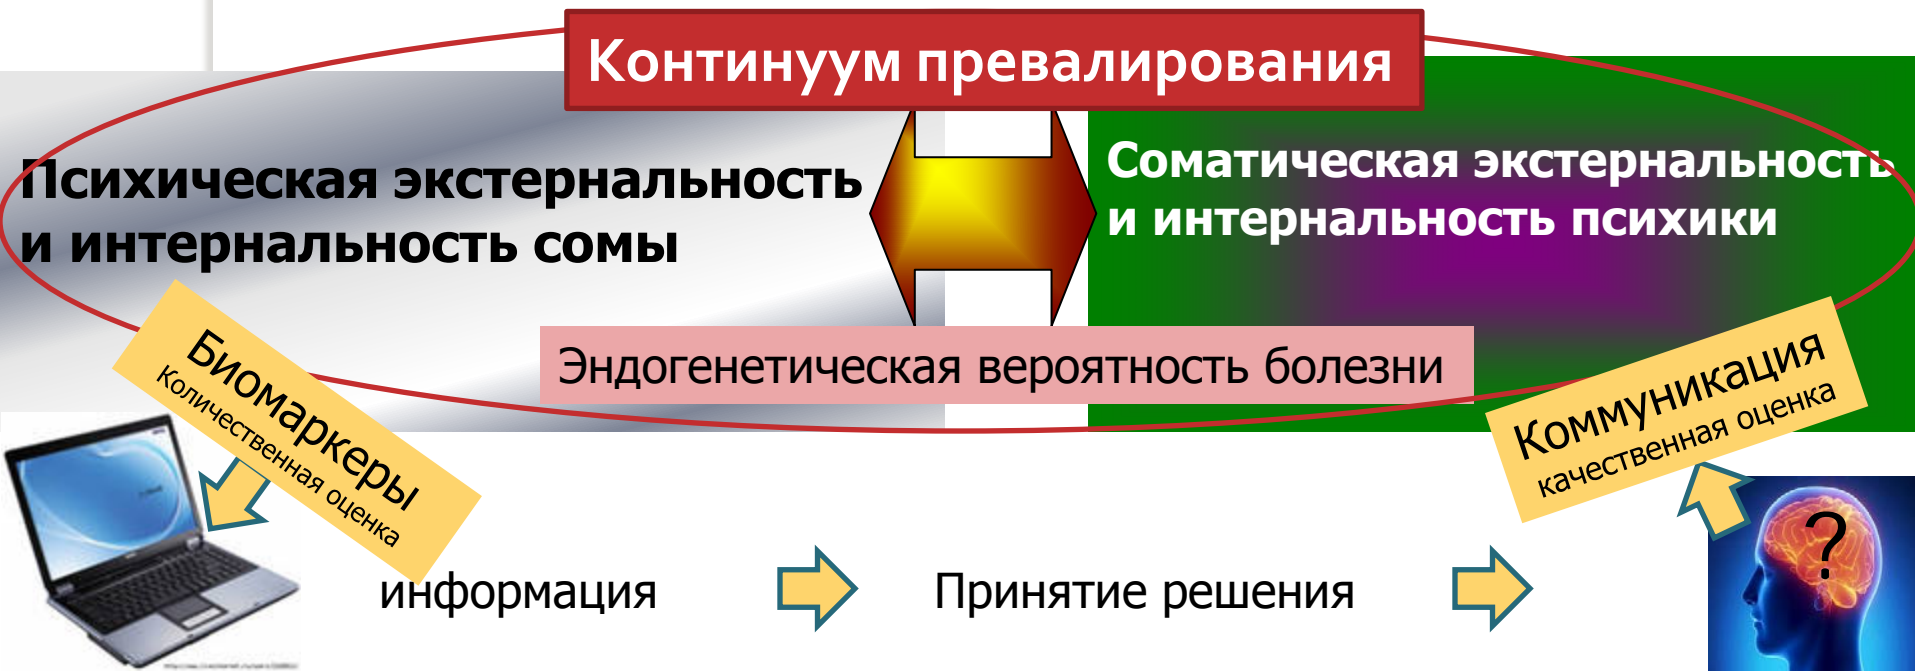 Континуум превалирования
Психическая экстернальность
и интернальность сомы
Соматическая экстернальность
и интернальность психики
Эндогенетическая вероятность болезни
Биомаркеры
Количественная оценка
Коммуникация
качественная оценка
информация
Принятие решения
?